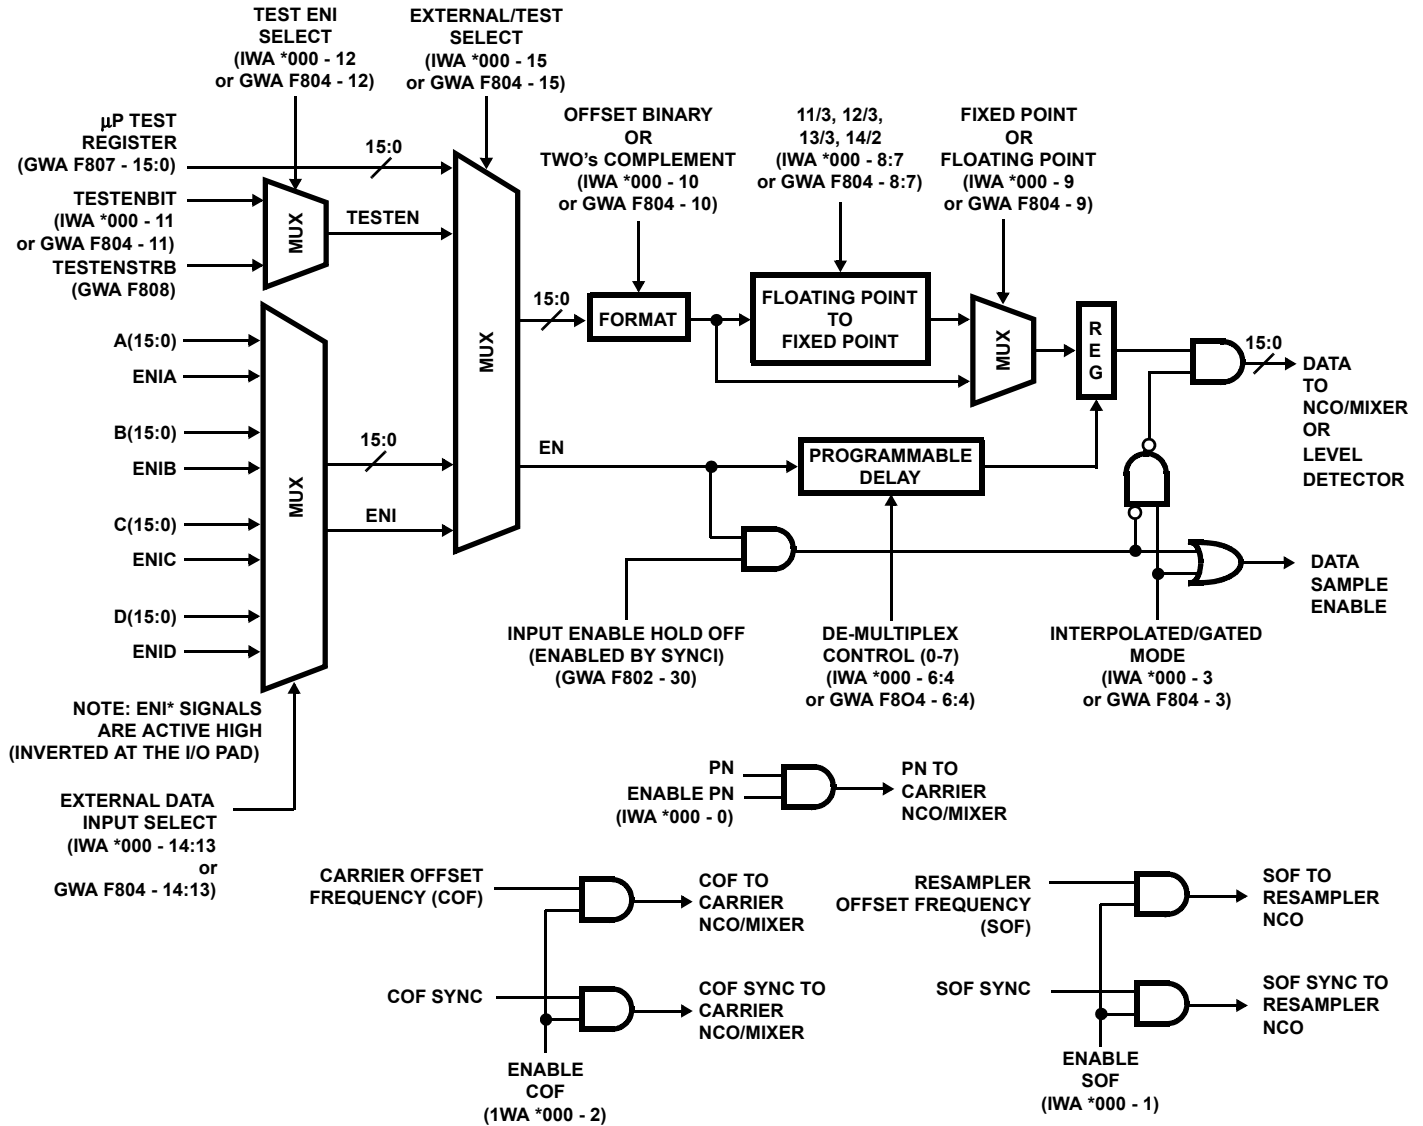 TEST ENI
SELECT
(IWA *000 - 12
or GWA F804 - 12)
EXTERNAL/TEST
SELECT
(IWA *000 - 15
or GWA F804 - 15)
µP TEST
REGISTER
(GWA F807 - 15:0)
15:0
TESTENBIT
(IWA *000 - 11
or GWA F804 - 11)
TESTENSTRB
(GWA F808)
MUX
TESTEN
OFFSET BINARY
OR
TWO's COMPLEMENT
(IWA *000 - 10
or GWA F804 - 10)
11/3, 12/3,
13/3, 14/2
(IWA *000 - 8:7
or GWA F804 - 8:7)
FIXED POINT
OR
FLOATING POINT
(IWA *000 - 9
or GWA F804 - 9)
A(15:0)
ENIA
B(15:0)
ENIB
C(15:0)
ENIC
D(15:0)
ENID
MUX
15:0
ENI
MUX
15:0
FORMAT
FLOATING POINT
TO
FIXED POINT
MUX
R
E
G
15:0
DATA
TO
NCO/MIXER
OR
LEVEL
DETECTOR
EN
PROGRAMMABLE
DELAY
DATA
SAMPLE
ENABLE
INPUT ENABLE HOLD OFF
(ENABLED BY SYNCI)
(GWA F802 - 30)
DE-MULTIPLEX
CONTROL (0-7)
(IWA *000 - 6:4
or GWA F8O4 - 6:4)
INTERPOLATED/GATED
MODE
(IWA *000 - 3
or GWA F804 - 3)
NOTE: ENI* SIGNALS
ARE ACTIVE HIGH
(INVERTED AT THE I/O PAD)
EXTERNAL DATA
INPUT SELECT
(IWA *000 - 14:13
or
GWA F804 - 14:13)
PN
ENABLE PN
(IWA *000 - 0)
PN TO
CARRIER
NCO/MIXER
CARRIER OFFSET
FREQUENCY (COF)
COF TO
CARRIER
NCO/MIXER
COF SYNC
COF SYNC TO
CARRIER
NCO/MIXER
ENABLE
COF
(1WA *000 - 2)
RESAMPLER
OFFSET FREQUENCY
(SOF)
SOF TO
RESAMPLER
NCO
SOF SYNC
SOF SYNC TO
RESAMPLER
NCO
ENABLE
SOF
(IWA *000 - 1)